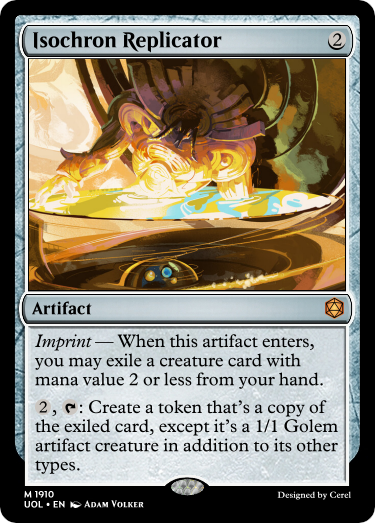 Isochron Replicator 2
Artifact
Imprint — When this artifact enters,
you may exile a creature card with
mana value 2 or less from your hand.
2 , : Create a token that's a copy of
the exiled card, except it's a 1/1 Golem
artifact creature in addition to its other
types.
M 1910
UOL • EN Adam Volker
Designed by Cerel